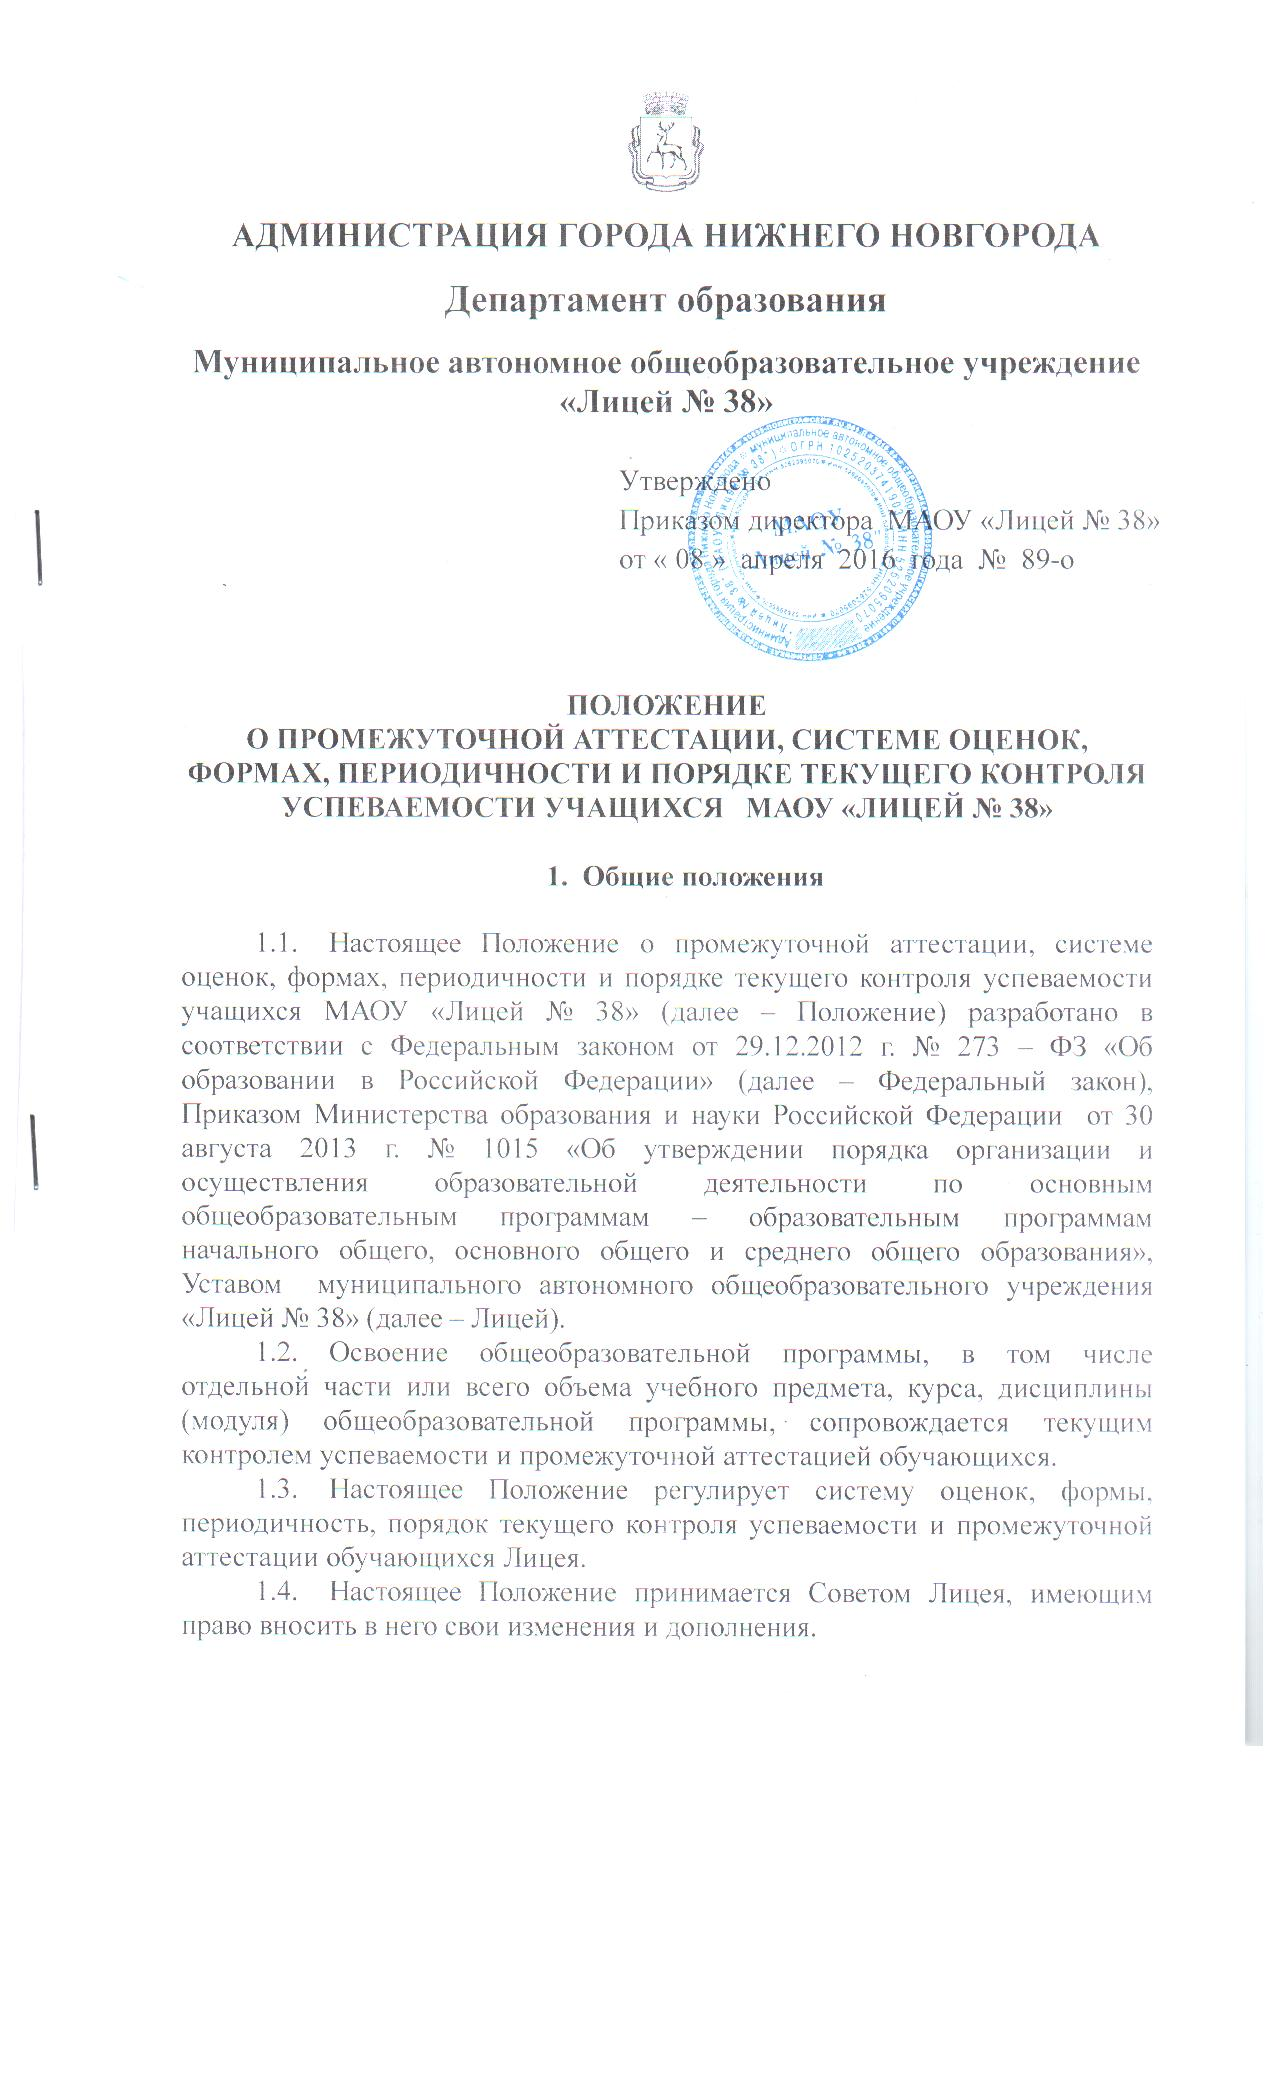 АДМИНИСТРАЦИЯ ГОРОДА НИЖНЕГО НОВГОРОДА
Департамент образования
Муниципальное автономное общеобразовательное учреждение
«Лицей № 38»
Утверждено
Приказом директора МАОУ «Лицей № 38»
от « 08 » апреля 2016 года № 89-о
МАОУ
"Лицей № 38"
ПОЛОЖЕНИЕ
О ПРОМЕЖУТОЧНОЙ АТТЕСТАЦИИ, СИСТЕМЕ ОЦЕНОК,
ФОРМАХ, ПЕРИОДИЧНОСТИ И ПОРЯДКЕ ТЕКУЩЕГО КОНТРОЛЯ
УСПЕВАЕМОСТИ УЧАЩИХСЯ МАОУ «ЛИЦЕЙ № 38»
1. Общие положения
1.1. Настоящее Положение о промежуточной аттестации, системе
оценок, формах, периодичности и порядке текущего контроля успеваемости
учащихся МАОУ «Лицей № 38» (далее – Положение) разработано в
соответствии с Федеральным законом от 29.12.2012 г. № 273 – ФЗ «Об
образовании в Российской Федерации» (далее – Федеральный закон),
Приказом Министерства образования и науки Российской Федерации от 30
августа 2013 г. № 1015 «Об утверждении порядка организации и
осуществления образовательной деятельности по основным
общеобразовательным программам – образовательным программам
начального общего, основного общего и среднего общего образования»,
Уставом муниципального автономного общеобразовательного учреждения
«Лицей № 38» (далее – Лицей).
1.2. Освоение общеобразовательной программы, в том числе
отдельной части или всего объема учебного предмета, курса, дисциплины
(модуля) общеобразовательной программы, сопровождается текущим
контролем успеваемости и промежуточной аттестацией обучающихся.
1.3. Настоящее Положение регулирует систему оценок, формы,
периодичность, порядок текущего контроля успеваемости и промежуточной
аттестации обучающихся Лицея.
1.4. Настоящее Положение принимается Советом Лицея, имеющим
право вносить в него свои изменения и дополнения.